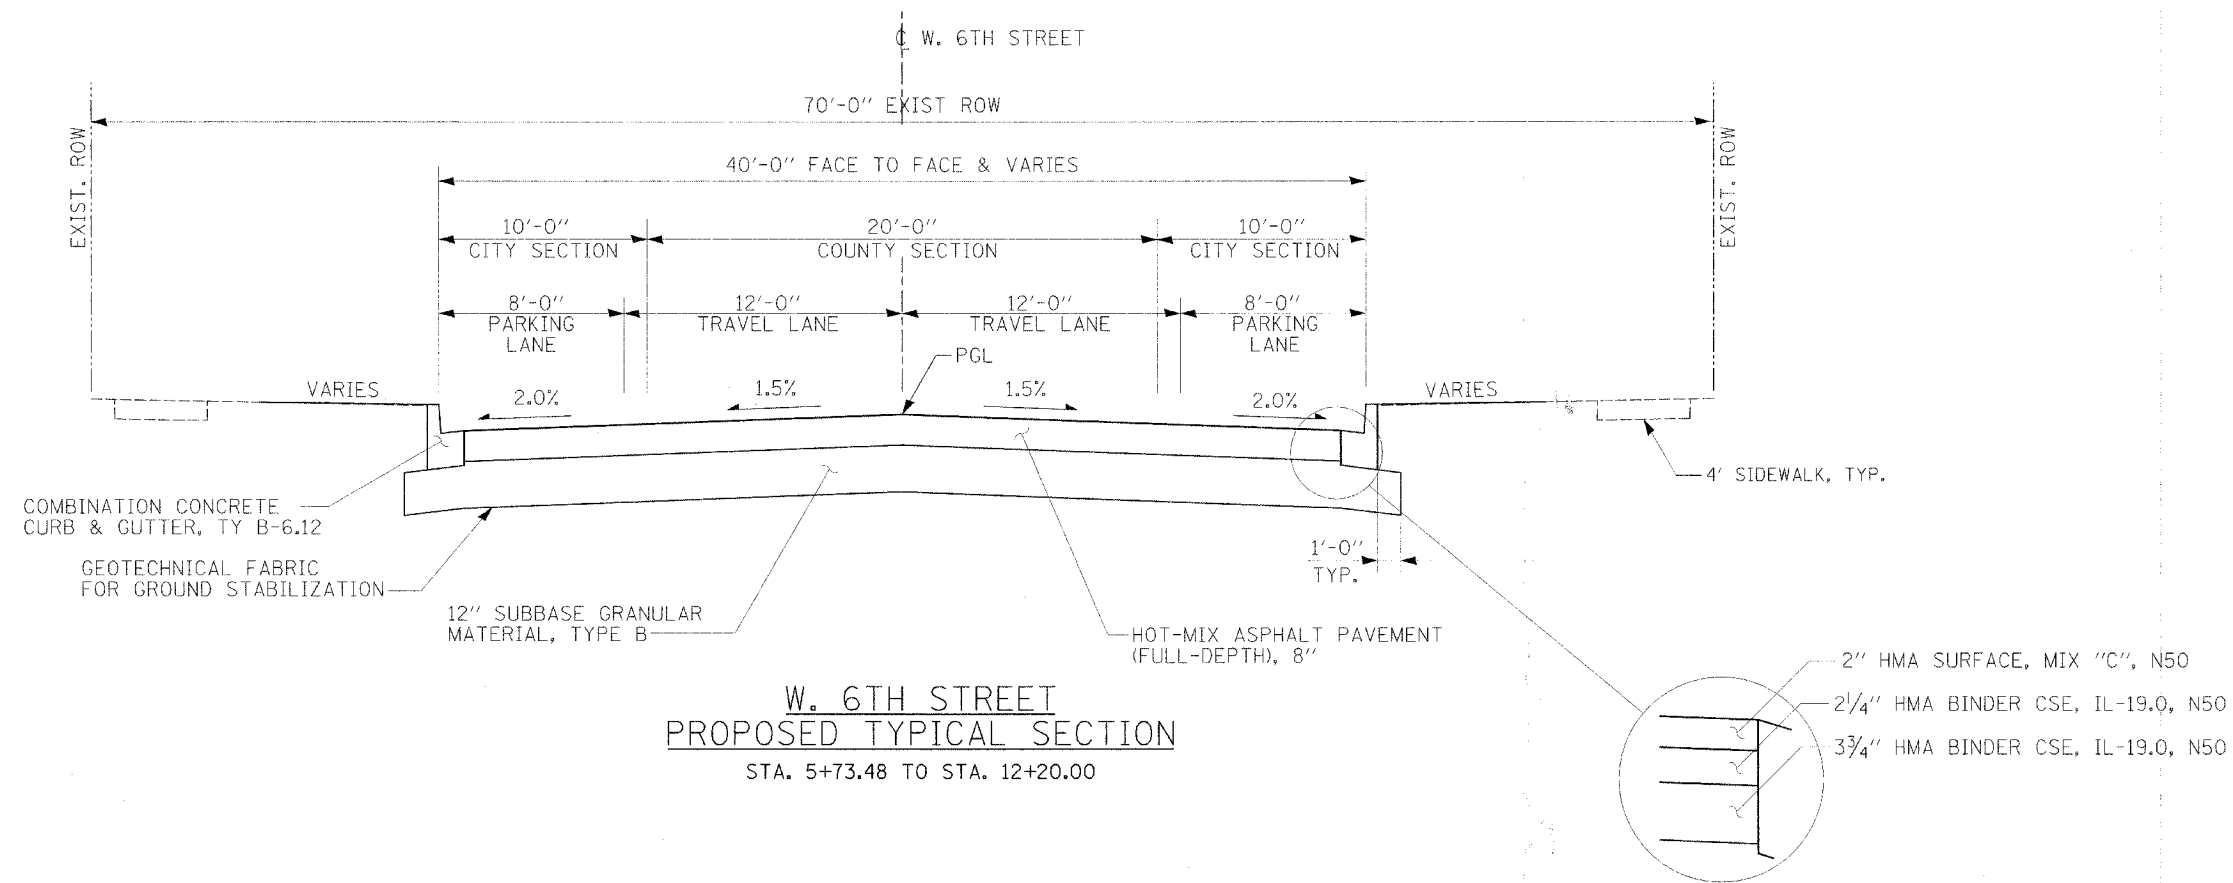 ℄ W. 6TH STREET
70'-0" EXIST ROW
EXIST. ROW
EXIST. ROW
40'-0" FACE TO FACE & VARIES
10'-0"
CITY SECTION
20'-0"
COUNTY SECTION
10'-0"
CITY SECTION
8'-0"
PARKING
LANE
12'-0"
TRAVEL LANE
12'-0"
TRAVEL LANE
8'-0"
PARKING
LANE
PGL
VARIES
2.0%
1.5%
1.5%
2.0%
VARIES
4' SIDEWALK, TYP.
COMBINATION CONCRETE
CURB & GUTTER, TY B-6.12
GEOTECHNICAL FABRIC
FOR GROUND STABILIZATION
1'-0"
TYP.
12" SUBBASE GRANULAR
MATERIAL, TYPE B
HOT-MIX ASPHALT PAVEMENT
(FULL-DEPTH), 8"
2" HMA SURFACE, MIX "C", N50
2 1/4" HMA BINDER CSE, IL-19.0, N50
3 3/4" HMA BINDER CSE, IL-19.0, N50
W. 6TH STREET
PROPOSED TYPICAL SECTION
STA. 5+73.48 TO STA. 12+20.00